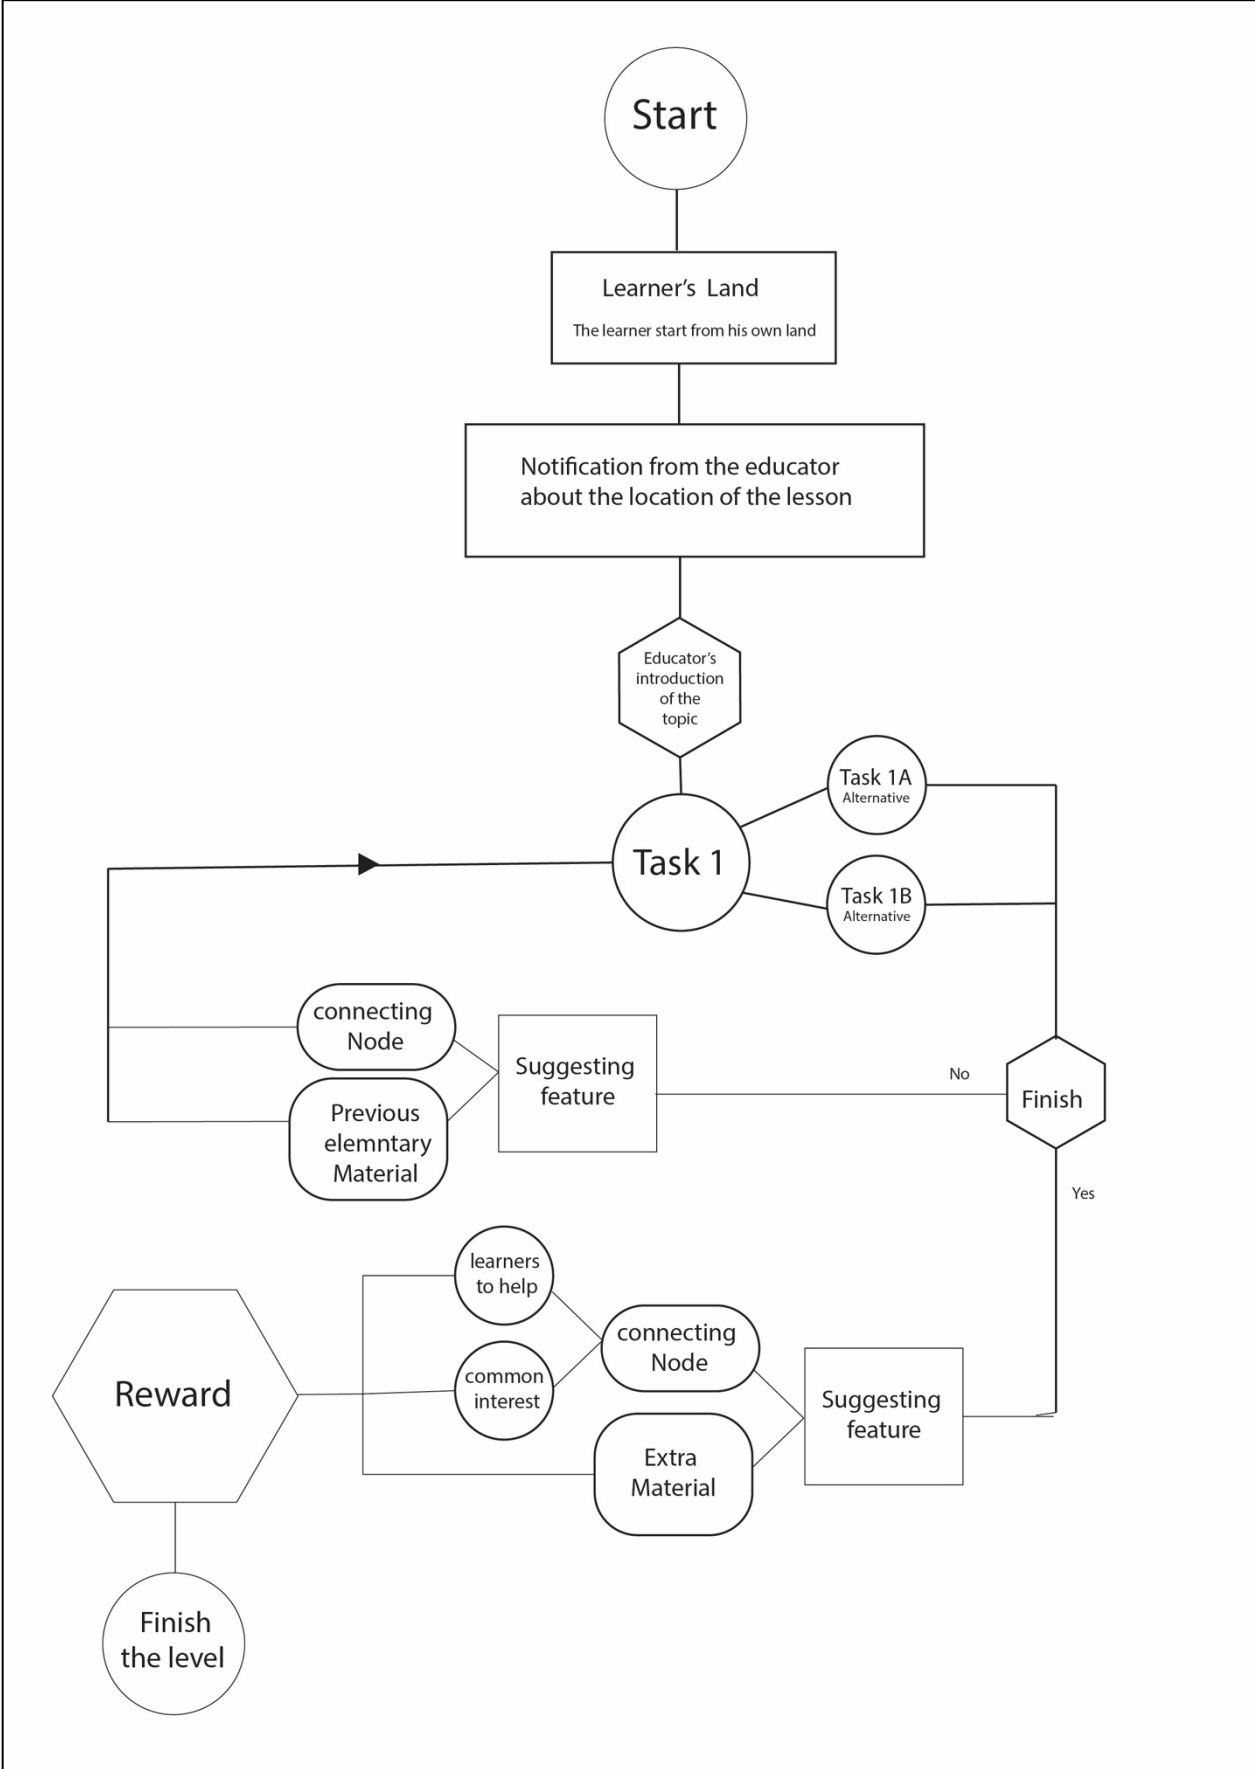 Start
Learner's Land
The learner start from his own land
Notification from the educator
about the location of the lesson
Educator's
introduction
of the
topic
Task 1A
Alternative
Task 1
Task 1B
Alternative
connecting
Node
Suggesting
feature
No
Finish
Previous
elemntary
Material
Yes
learners
to help
connecting
Node
common
interest
Reward
Suggesting
feature
Extra
Material
Finish
the level